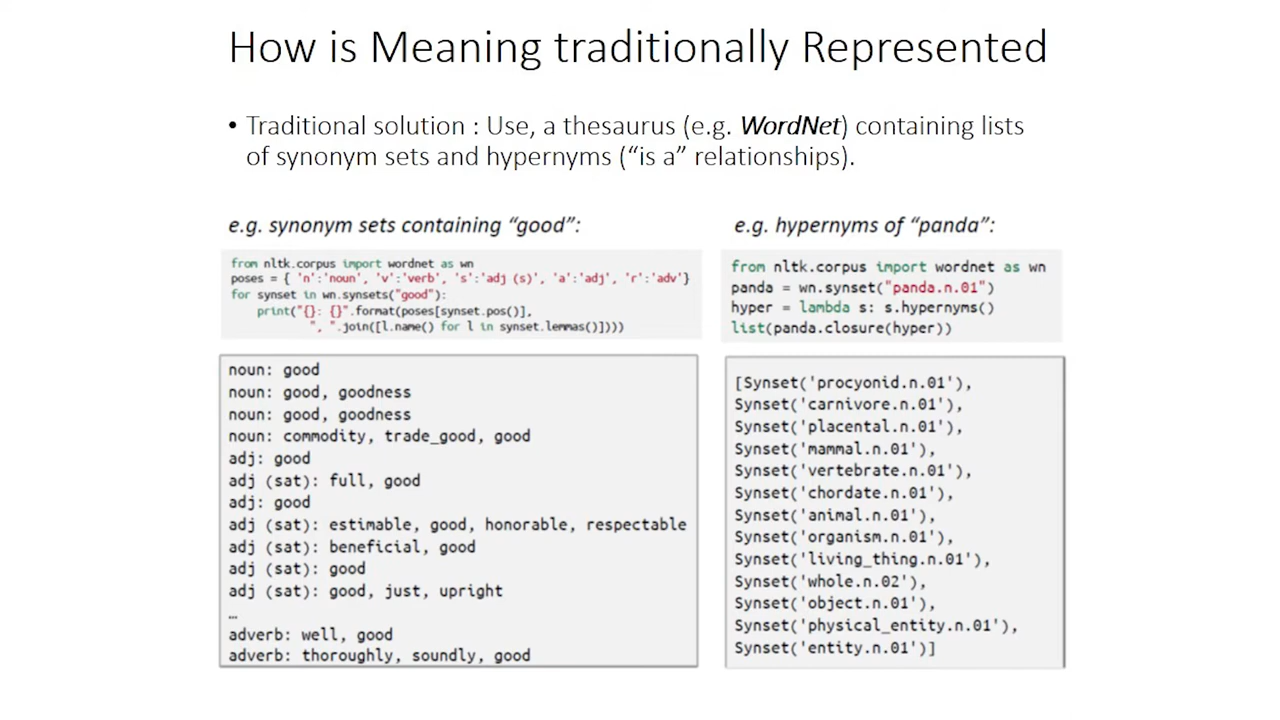 How is Meaning traditionally Represented
• Traditional solution : Use, a thesaurus (e.g. WordNet) containing lists
of synonym sets and hypernyms (“is a” relationships).
e.g. synonym sets containing “good”:
from nltk.corpus import wordnet as wn
poses = { 'n':'noun', 'v':'verb', 's':'adj (s)', 'a':'adj', 'r':'adv'}
for synset in wn.synsets("good"):
print("{}: {}".format(poses[synset.pos()],
", ".join([l.name() for l in synset.lemmas()])))
noun: good
noun: good, goodness
noun: good, goodness
noun: commodity, trade_good, good
adj: good
adj (sat): full, good
adj: good
adj (sat): estimable, good, honorable, respectable
adj (sat): beneficial, good
adj (sat): good
adj (sat): good, just, upright
…
adverb: well, good
adverb: thoroughly, soundly, good
e.g. hypernyms of “panda”:
from nltk.corpus import wordnet as wn
panda = wn.synset("panda.n.01")
hyper = lambda s: s.hypernyms()
list(panda.closure(hyper))
[Synset('procyonid.n.01'),
Synset('carnivore.n.01'),
Synset('placental.n.01'),
Synset('mammal.n.01'),
Synset('vertebrate.n.01'),
Synset('chordate.n.01'),
Synset('animal.n.01'),
Synset('organism.n.01'),
Synset('living_thing.n.01'),
Synset('whole.n.02'),
Synset('object.n.01'),
Synset('physical_entity.n.01'),
Synset('entity.n.01')]